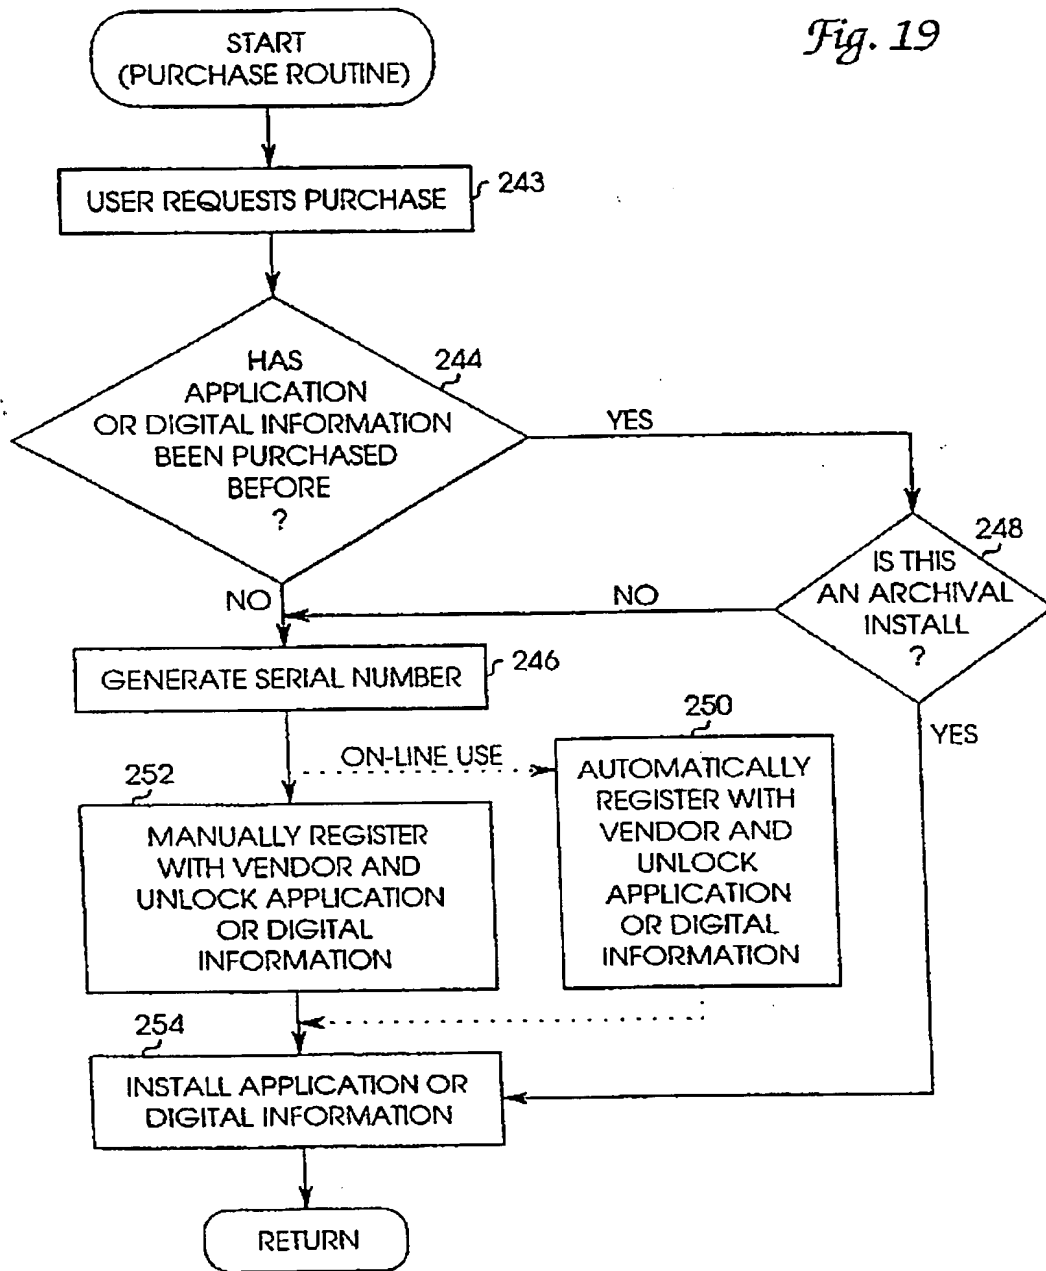 Fig. 19
START
(PURCHASE ROUTINE)
USER REQUESTS PURCHASE
243
HAS
APPLICATION
OR DIGITAL INFORMATION
BEEN PURCHASED
BEFORE
?
244
YES
248
IS THIS
AN ARCHIVAL
INSTALL
?
NO
NO
GENERATE SERIAL NUMBER
246
YES
ON-LINE USE
250
AUTOMATICALLY
REGISTER WITH
VENDOR AND
UNLOCK
APPLICATION
OR DIGITAL
INFORMATION
252
MANUALLY REGISTER
WITH VENDOR AND
UNLOCK APPLICATION
OR DIGITAL
INFORMATION
254
INSTALL APPLICATION OR
DIGITAL INFORMATION
RETURN